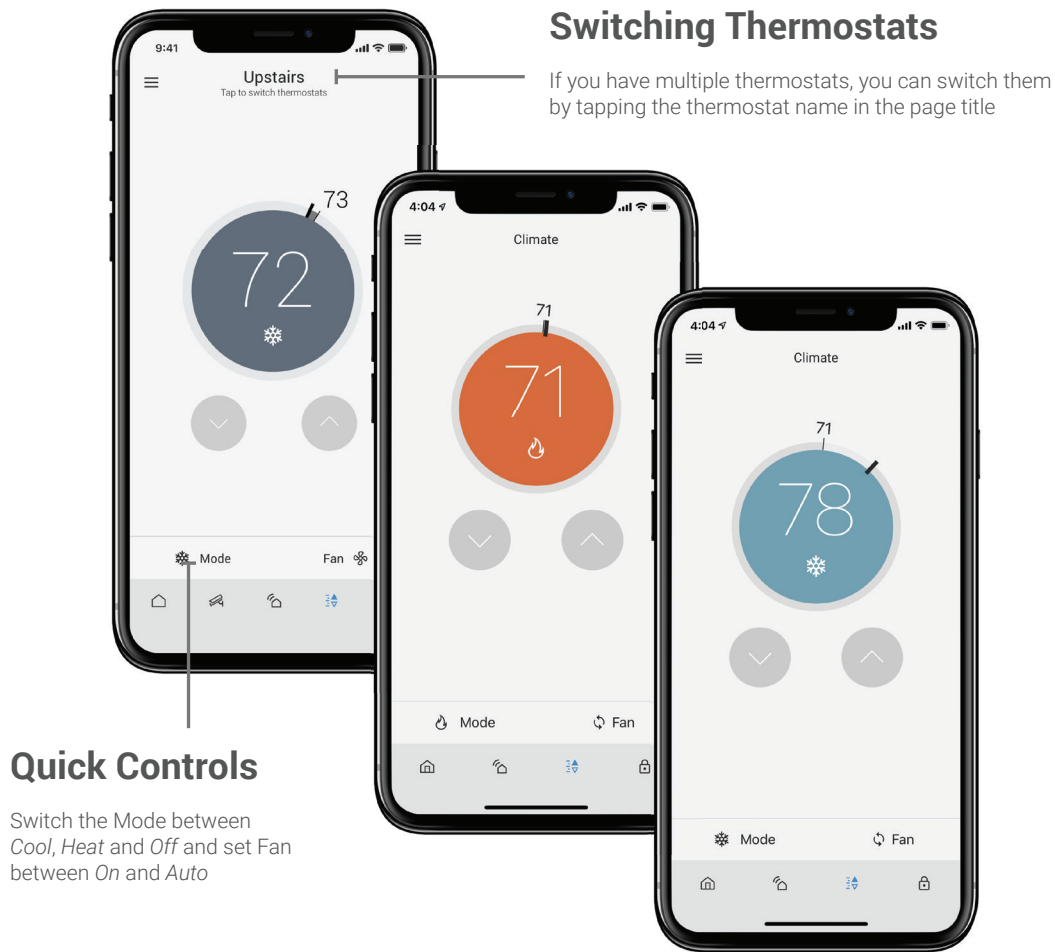 Switching Thermostats
If you have multiple thermostats, you can switch them
by tapping the thermostat name in the page title
9:41
Upstairs
Tap to switch thermostats
73
72
Mode
Fan
4:04
Climate
71
71
Mode
Fan
4:04
Climate
71
78
Mode
Fan
Quick Controls
Switch the Mode between
Cool, Heat and Off and set Fan
between On and Auto